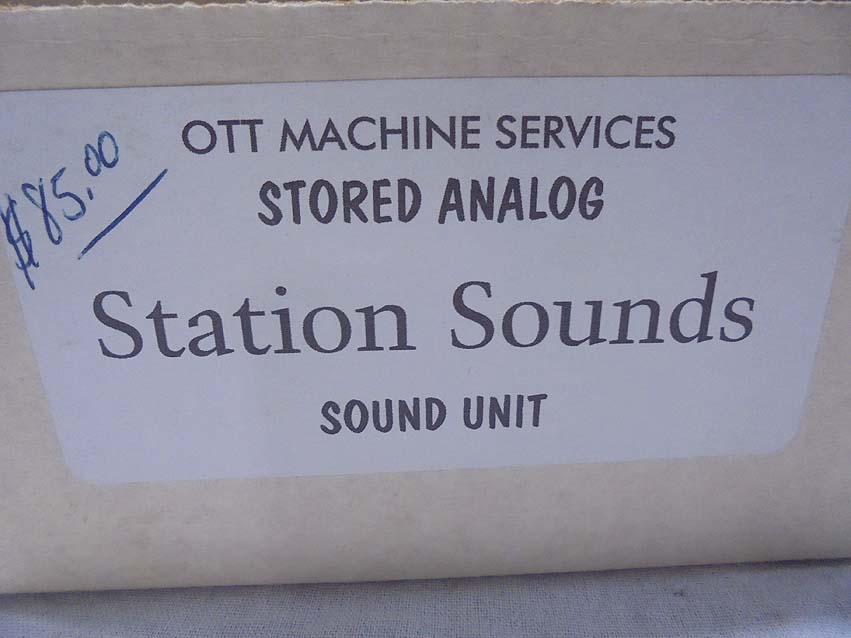 $85.00
OTT MACHINE SERVICES
STORED ANALOG
Station Sounds
SOUND UNIT